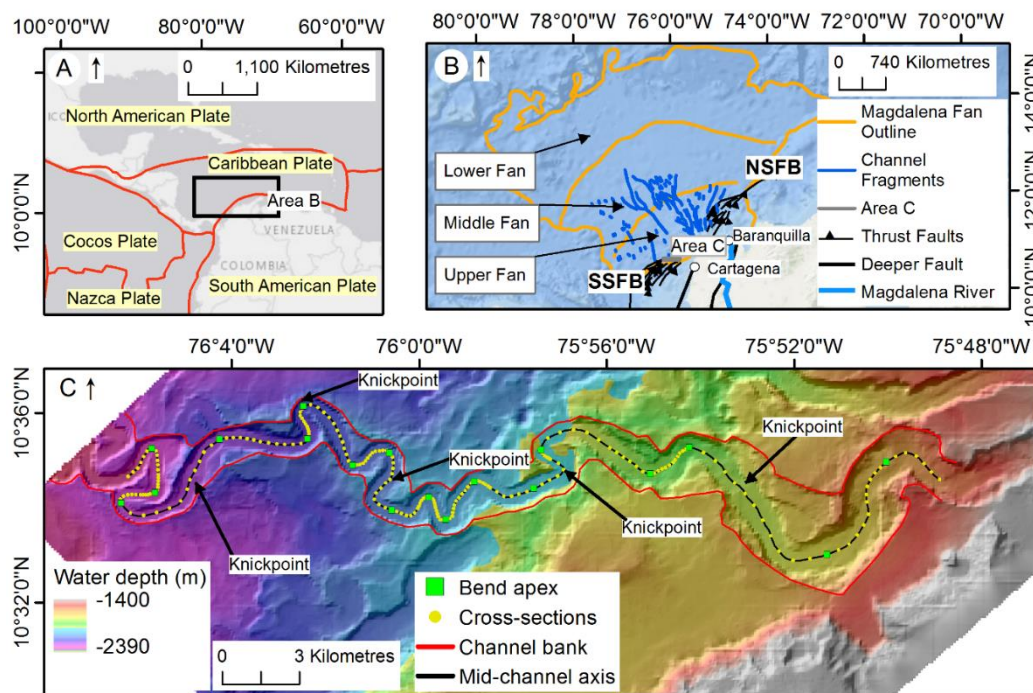 100°0'0"W 80°0'0"W 60°0'0"W
A
0 1,100 Kilometres
North American Plate
Caribbean Plate
Area B
10°0'0"N
VENEZUELA
Cocos Plate
COLOMBIA
Nazca Plate
South American Plate
80°0'0"W 78°0'0"W 76°0'0"W 74°0'0"W 72°0'0"W 70°0'0"W
B
0 740 Kilometres
14°0'0"N
12°0'0"N
10°0'0"N
Lower Fan
Middle Fan
Upper Fan
NSFB
SSFB
Area C
Baranquilla
Cartagena
Magdalena Fan
Outline
Channel
Fragments
Area C
Thrust Faults
Deeper Fault
Magdalena River
76°4'0"W 76°0'0"W 75°56'0"W 75°52'0"W 75°48'0"W
C
10°36'0"N
10°32'0"N
Knickpoint
Knickpoint
Knickpoint
Knickpoint
Knickpoint
Water depth (m)
-1400
-2390
0 3 Kilometres
Bend apex
Cross-sections
Channel bank
Mid-channel axis